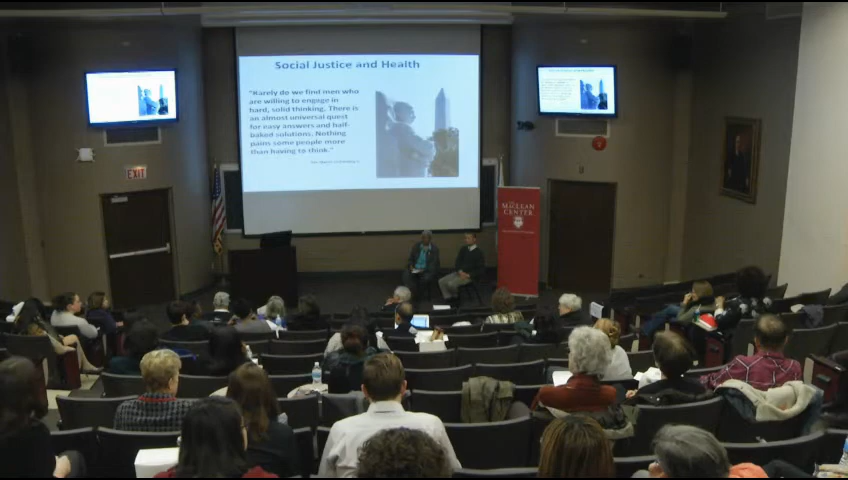 Social Justice and Health
"Rarely do we find men who
are willing to engage in
hard, solid thinking. There is
an almost universal quest
for easy answers and half-
baked solutions. Nothing
pains some people more
than having to think."
EXIT
MACLEAN
CENTER